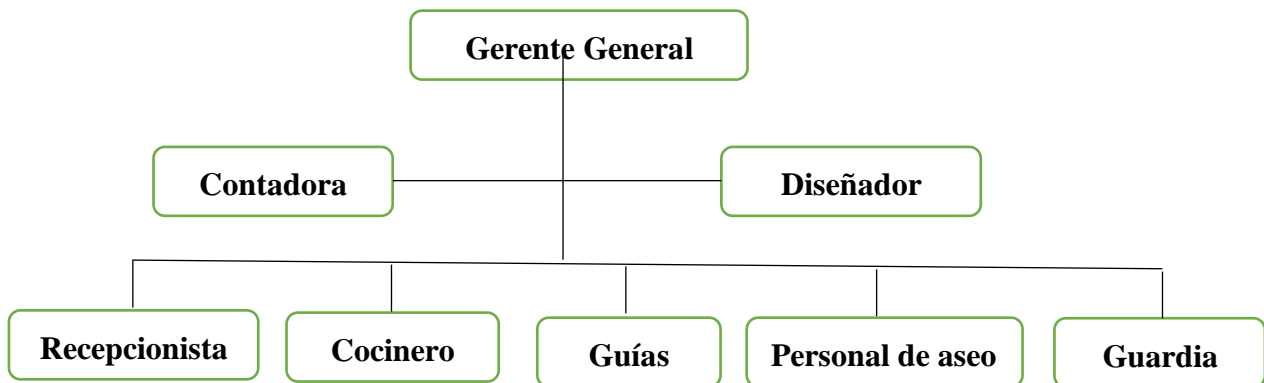 Gerente General
Contadora
Diseñador
Recepcionista
Cocinero
Guías
Personal de aseo
Guardia